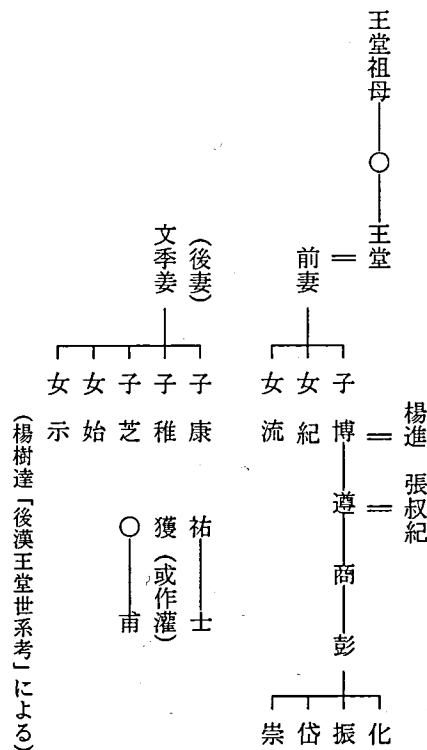 王堂祖母
○
王堂
前妻
(後妻)
文季姜
楊進
張叔紀
子 博
遵
商
彭
化
振
岱
崇
女 紀
女 流
子 康
子 稚
子 芝
女 始
女 示
祐
士
獲(或作灌)
○
甫
(楊樹達「後漢王堂世系考」による)